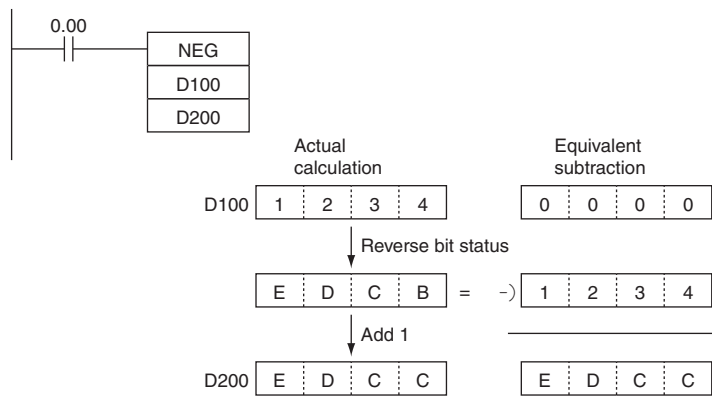 0.00
NEG
D100
D200
Actual calculation
Equivalent subtraction
D100 1 2 3 4 0 0 0 0
Reverse bit status
E D C B = -) 1 2 3 4
Add 1
D200 E D C C E D C C